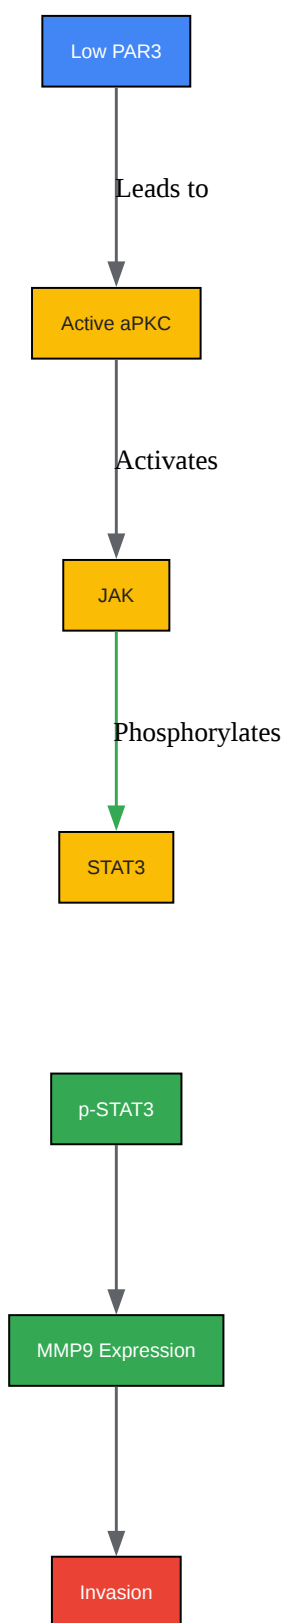 Low PAR3
Leads to
Active aPKC
Activates
JAK
Phosphorylates
STAT3
p-STAT3
MMP9 Expression
Invasion